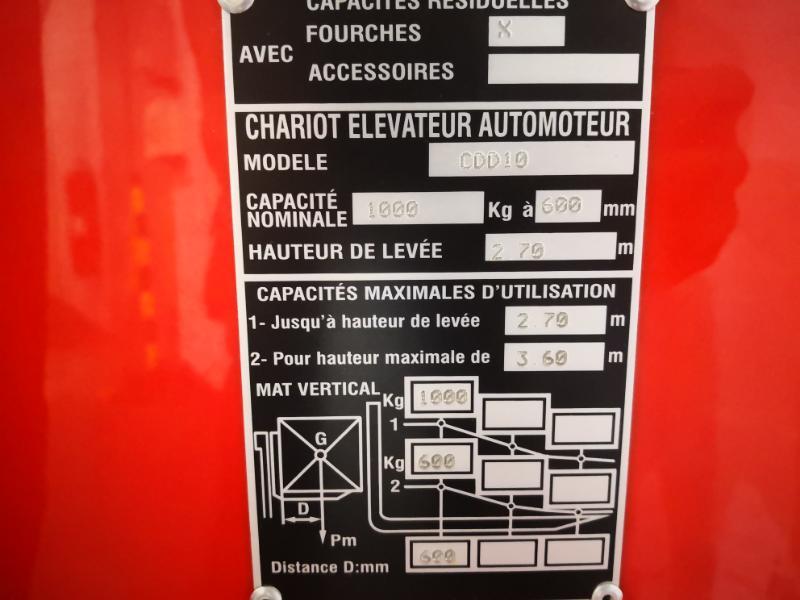 CAPACITÉS RÉSIDUELLES
FOURCHES X
AVEC
ACCESSOIRES
CHARIOT ELEVATEUR AUTOMOTEUR
MODELE CDD10
CAPACITÉ NOMINALE 1000 Kg à 600 mm
HAUTEUR DE LEVÉE 2 70 m
CAPACITÉS MAXIMALES D'UTILISATION
1- Jusqu'à hauteur de levée 2.70 m
2- Pour hauteur maximale de 3.60 m
MAT VERTICAL
Kg 1000
1
G
Kg 600
2
D
Pm
Distance D:mm 600